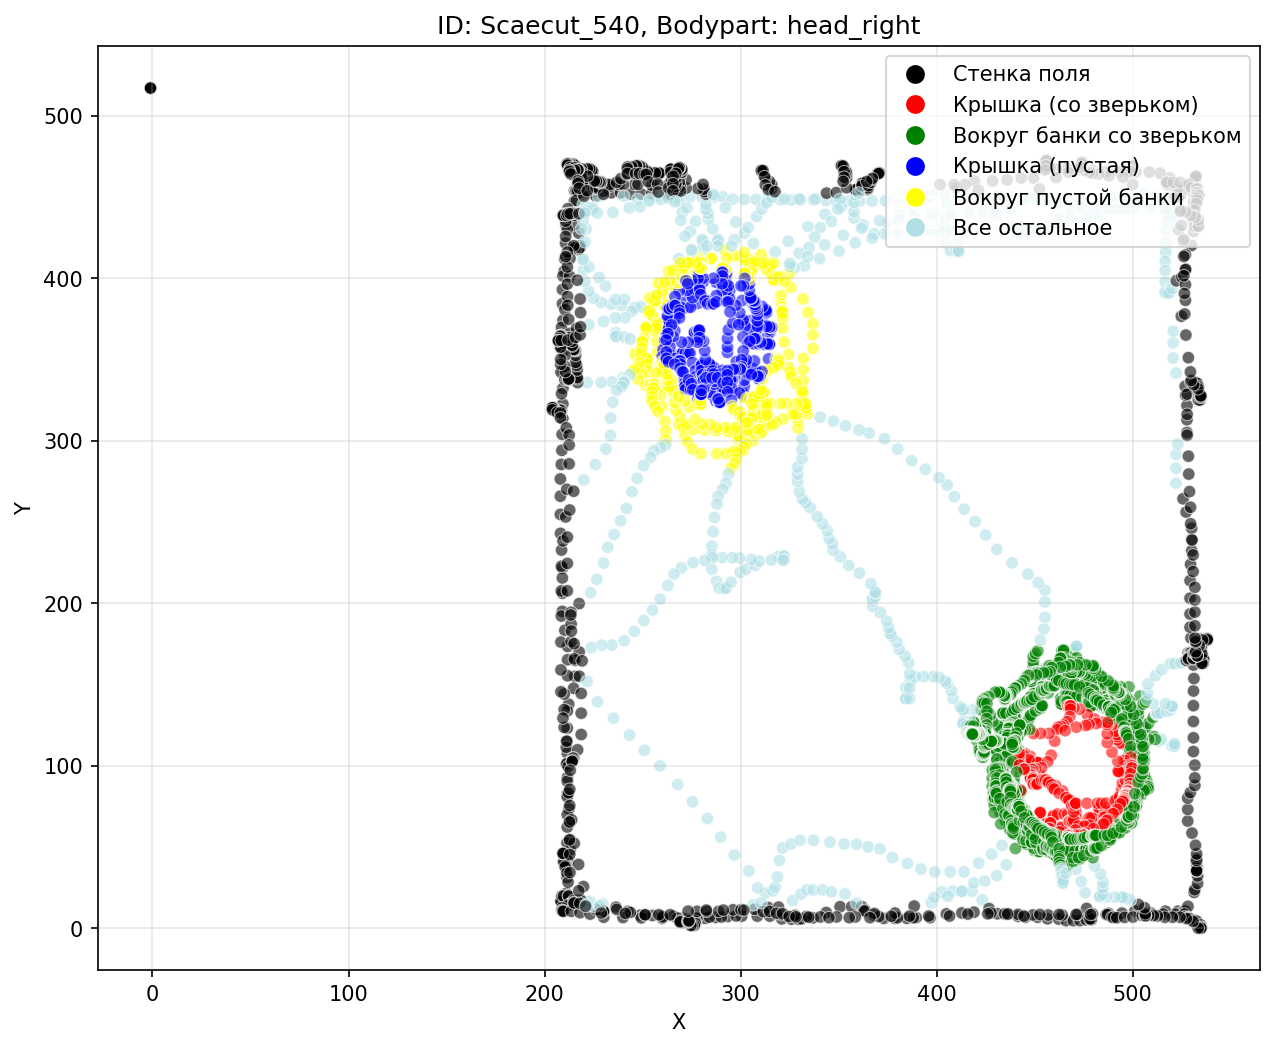 ID: Scaecut_540, Bodypart: head_right
Стенка поля
Крышка (со зверьком)
Вокруг банки со зверьком
Крышка (пустая)
Вокруг пустой банки
Все остальное
500
400
300
200
100
0
Y
0 100 200 300 400 500
X